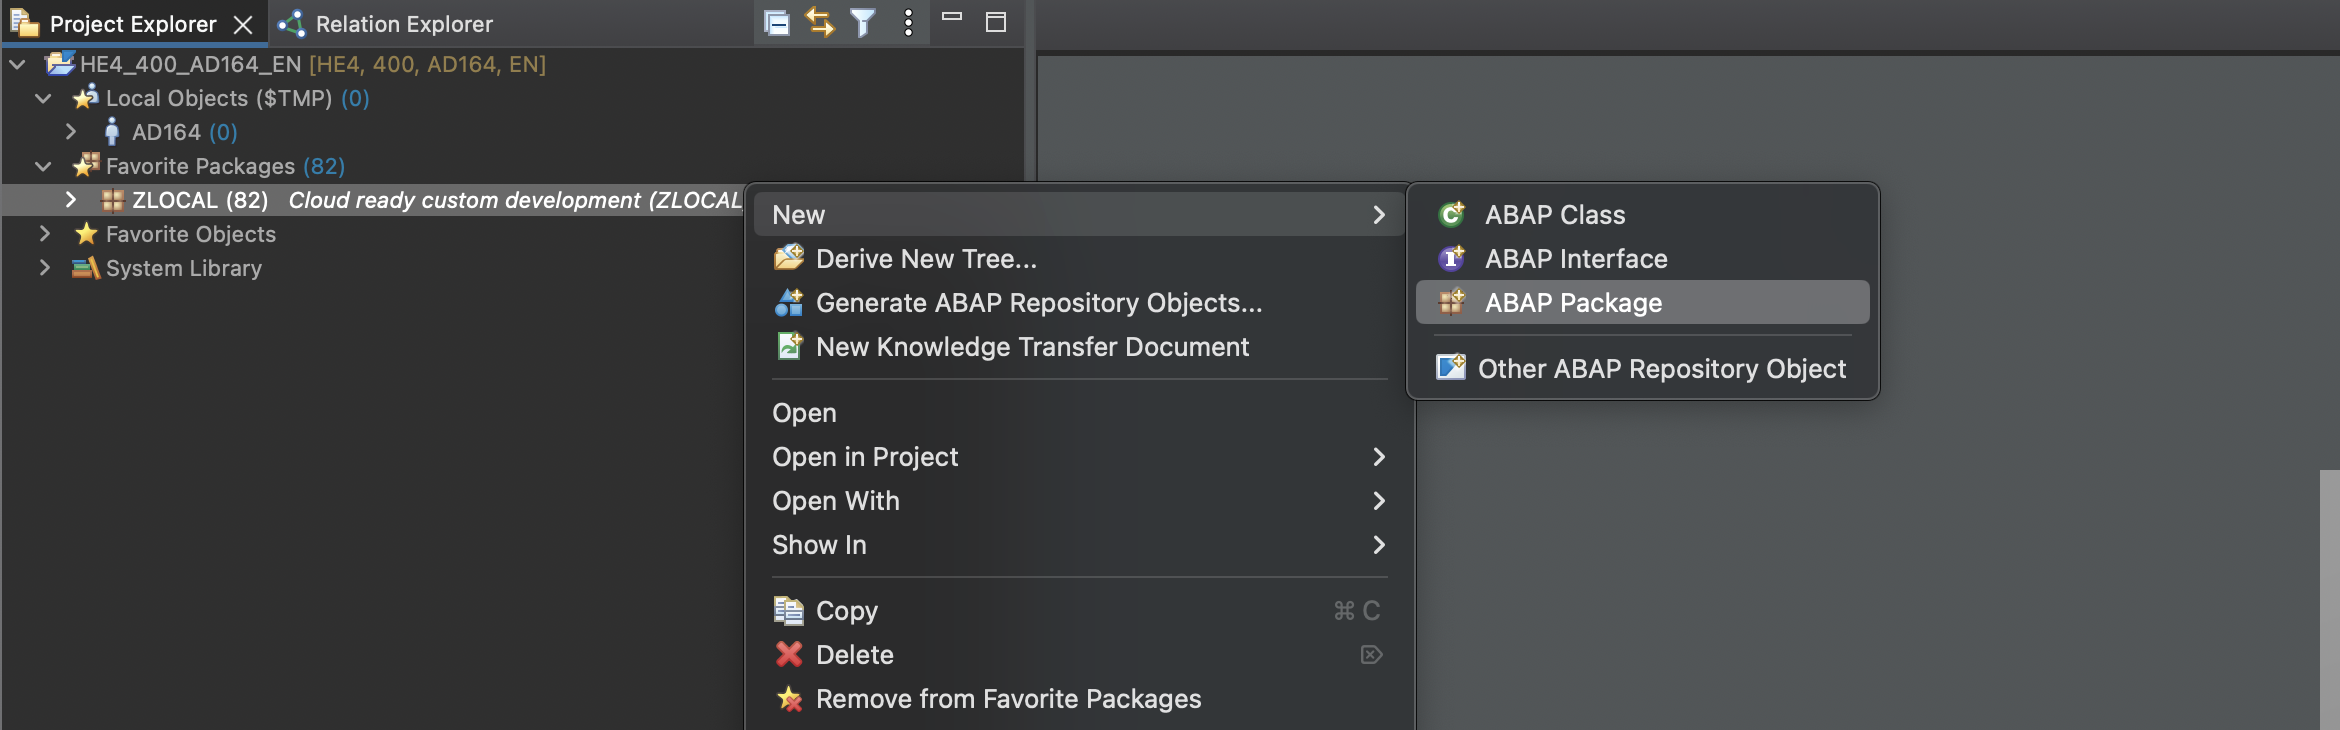 Project Explorer
Relation Explorer
HE4_400_AD164_EN [HE4, 400, AD164, EN]
Local Objects ($TMP) (0)
AD164 (0)
Favorite Packages (82)
ZLOCAL (82) Cloud ready custom development (ZLOCAL
Favorite Objects
System Library
New
Derive New Tree...
Generate ABAP Repository Objects...
New Knowledge Transfer Document
Open
Open in Project
Open With
Show In
Copy ⌘ C
Delete ⌦
Remove from Favorite Packages
ABAP Class
ABAP Interface
ABAP Package
Other ABAP Repository Object